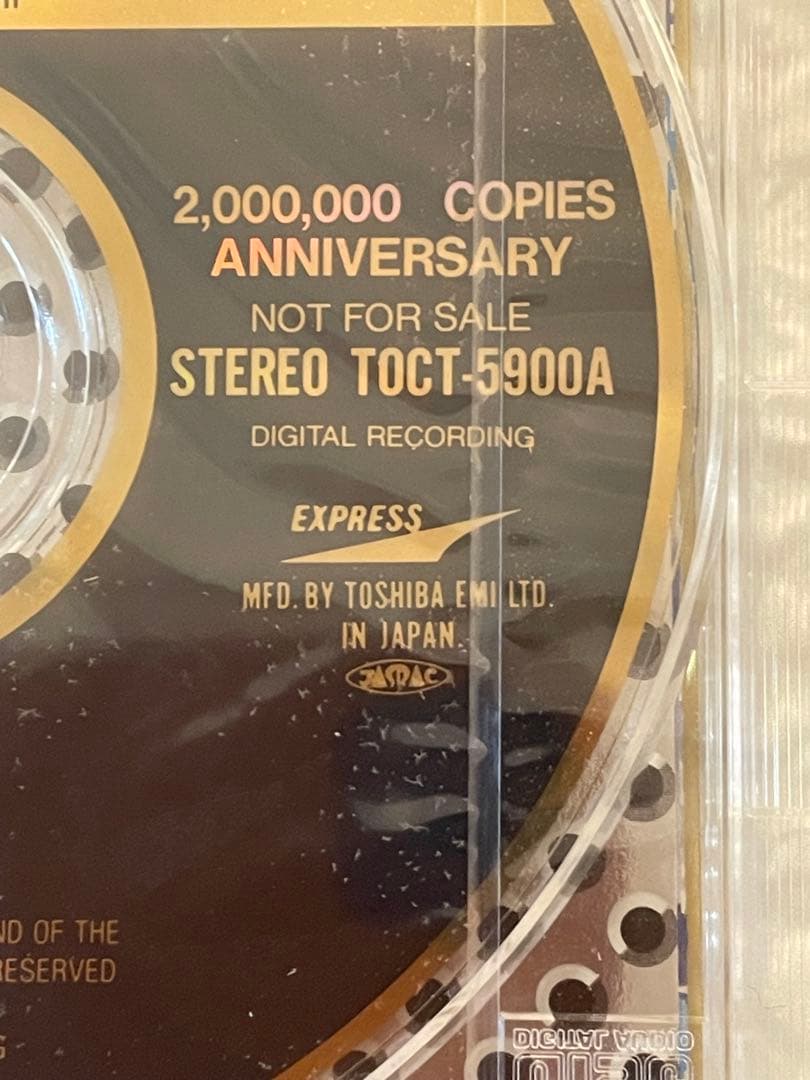 2,000,000 COPIES
ANNIVERSARY
NOT FOR SALE
STEREO TOCT-5900A
DIGITAL RECORDING
EXPRESS
MFD. BY TOSHIBA EMI LTD.
IN JAPAN.
JASRAC
ND OF THE
RESERVED
G
DIGITAL AUDIO